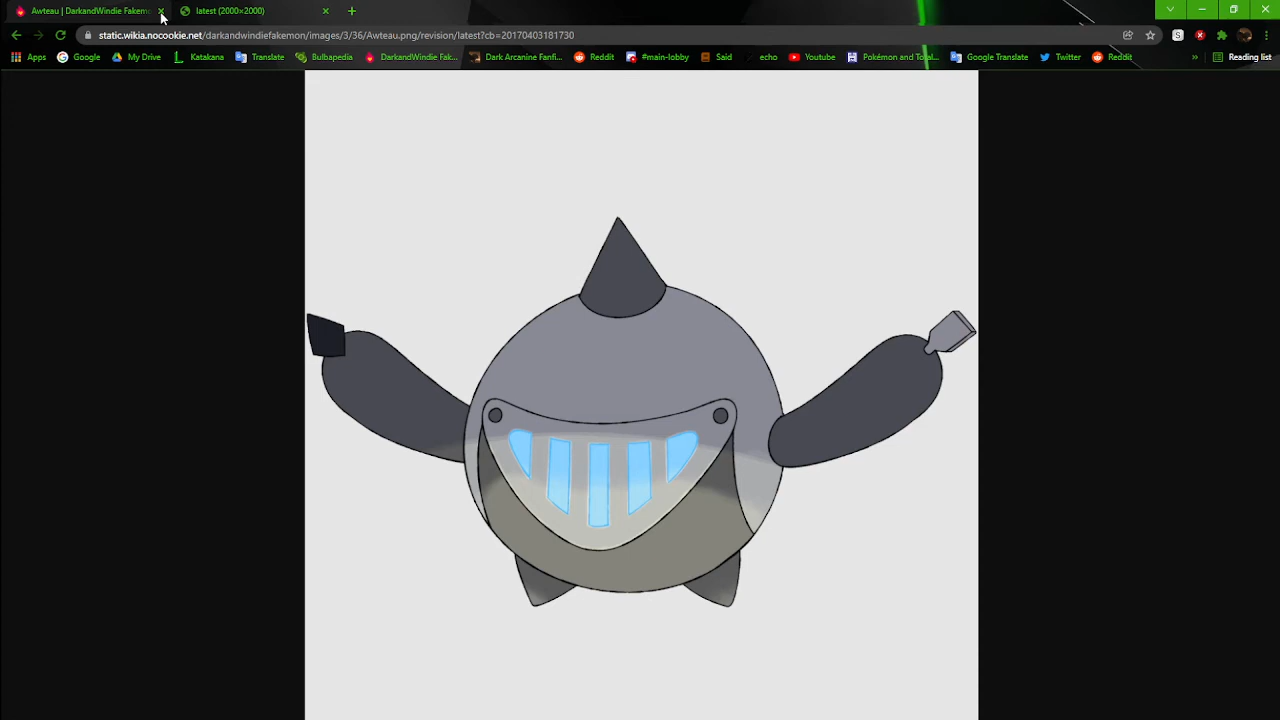 Awteau | DarkandWindie Fakemo
latest (2000×2000)
static.wikia.nocookie.net/darkandwindiefakemon/images/3/36/Awteau.png/revision/latest?cb=20170403181730
Apps Google My Drive Katakana Translate Bulbapedia DarkandWindie Fak... Dark Arcanine Fanfi... Reddit #main-lobby Said echo Youtube Pokémon and Total... Google Translate Twitter Reddit » Reading list